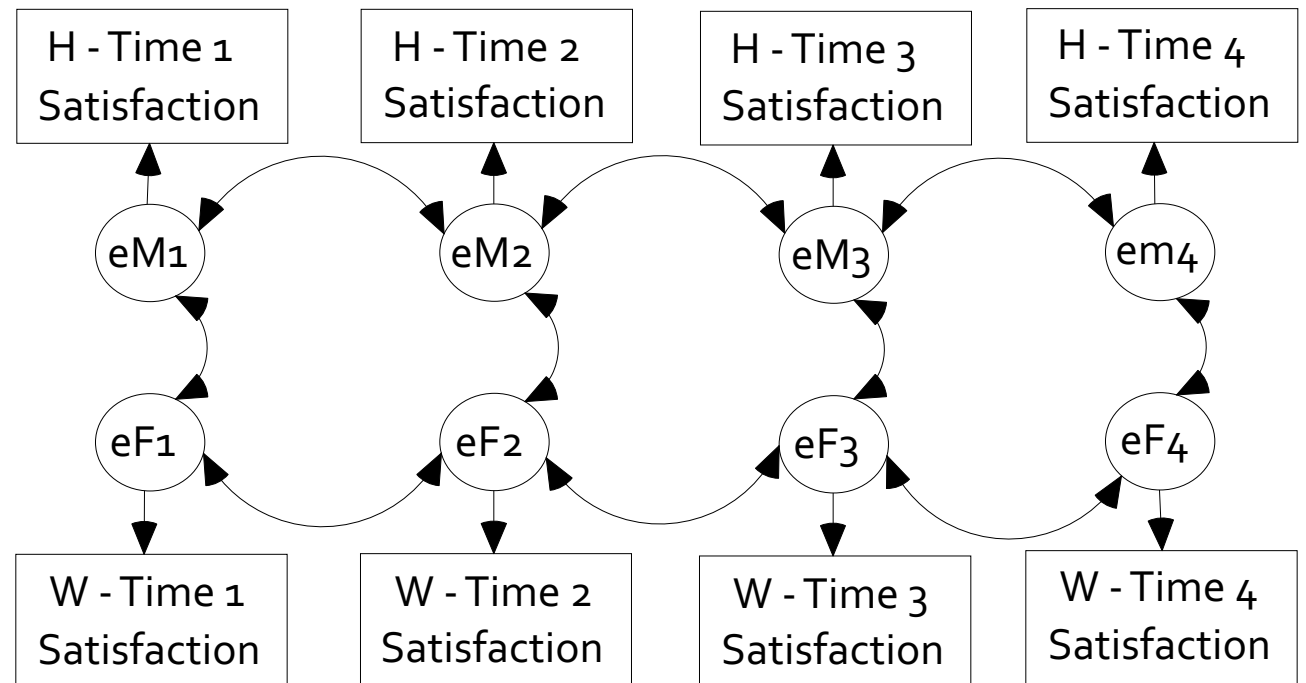 H - Time 1
Satisfaction
H - Time 2
Satisfaction
H - Time 3
Satisfaction
H - Time 4
Satisfaction
eM1
eM2
eM3
em4
eF1
eF2
eF3
eF4
W - Time 1
Satisfaction
W - Time 2
Satisfaction
W - Time 3
Satisfaction
W - Time 4
Satisfaction